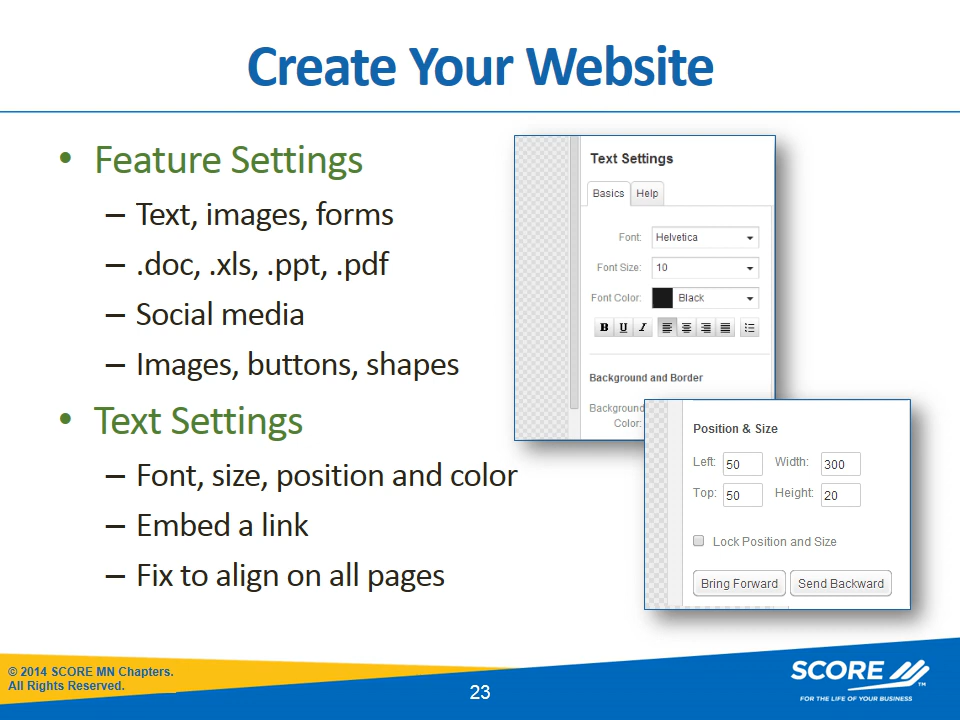 Create Your Website
• Feature Settings
– Text, images, forms
– .doc, .xls, .ppt, .pdf
– Social media
– Images, buttons, shapes
• Text Settings
– Font, size, position and color
– Embed a link
– Fix to align on all pages
Text Settings
Basics Help
Font: Helvetica
Font Size: 10
Font Color: Black
B U I
Background and Border
Background
Color:
Position & Size
Left: 50 Width: 300
Top: 50 Height: 20
Lock Position and Size
Bring Forward Send Backward
© 2014 SCORE MN Chapters.
All Rights Reserved.
23
SCORE TM
FOR THE LIFE OF YOUR BUSINESS